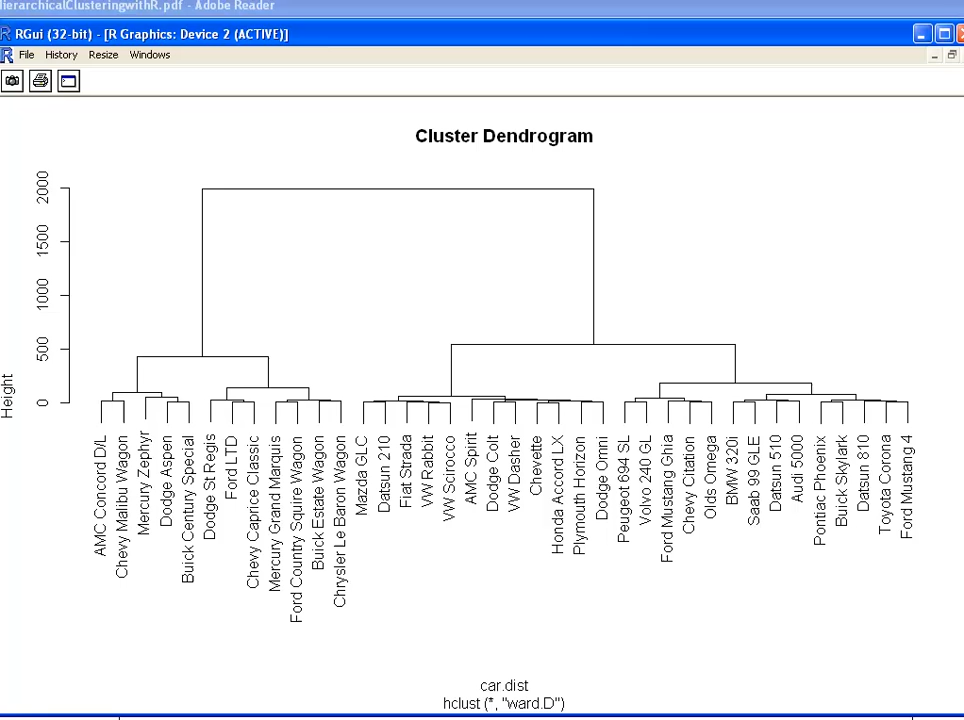 HierarchicalClusteringwithR.pdf - Adobe Reader
RGui (32-bit) - [R Graphics: Device 2 (ACTIVE)]
File History Resize Windows
Cluster Dendrogram
Height
2000
1500
1000
500
0
AMC Concord D/L
Chevy Malibu Wagon
Mercury Zephyr
Dodge Aspen
Buick Century Special
Dodge St Regis
Ford LTD
Chevy Caprice Classic
Mercury Grand Marquis
Ford Country Squire Wagon
Buick Estate Wagon
Chrysler Le Baron Wagon
Mazda GLC
Datsun 210
Fiat Strada
VW Rabbit
VW Scirocco
AMC Spirit
Dodge Colt
VW Dasher
Chevette
Honda Accord LX
Plymouth Horizon
Dodge Omni
Peugeot 694 SL
Volvo 240 GL
Ford Mustang Ghia
Chevy Citation
Olds Omega
BMW 320i
Saab 99 GLE
Datsun 510
Audi 5000
Pontiac Phoenix
Buick Skylark
Datsun 810
Toyota Corona
Ford Mustang 4
car.dist
hclust (*, "ward.D")